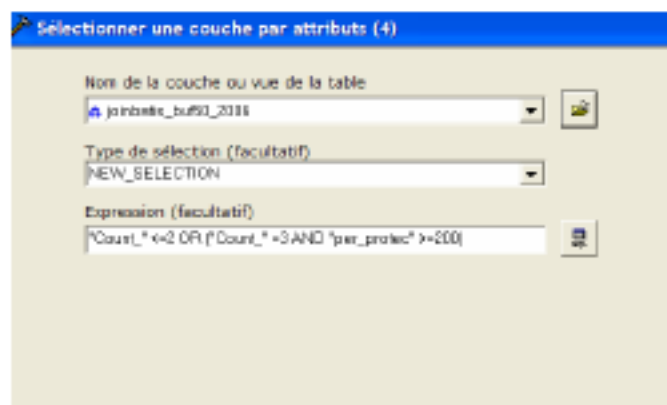 Sélectionner une couche par attributs (4)
Nom de la couche ou vue de la table
joinbatis_buf50_2006
Type de sélection (facultatif)
NEW_SELECTION
Expression (facultatif)
"Count_" <=2 OR ("Count_" =3 AND "per_protec" >=200)